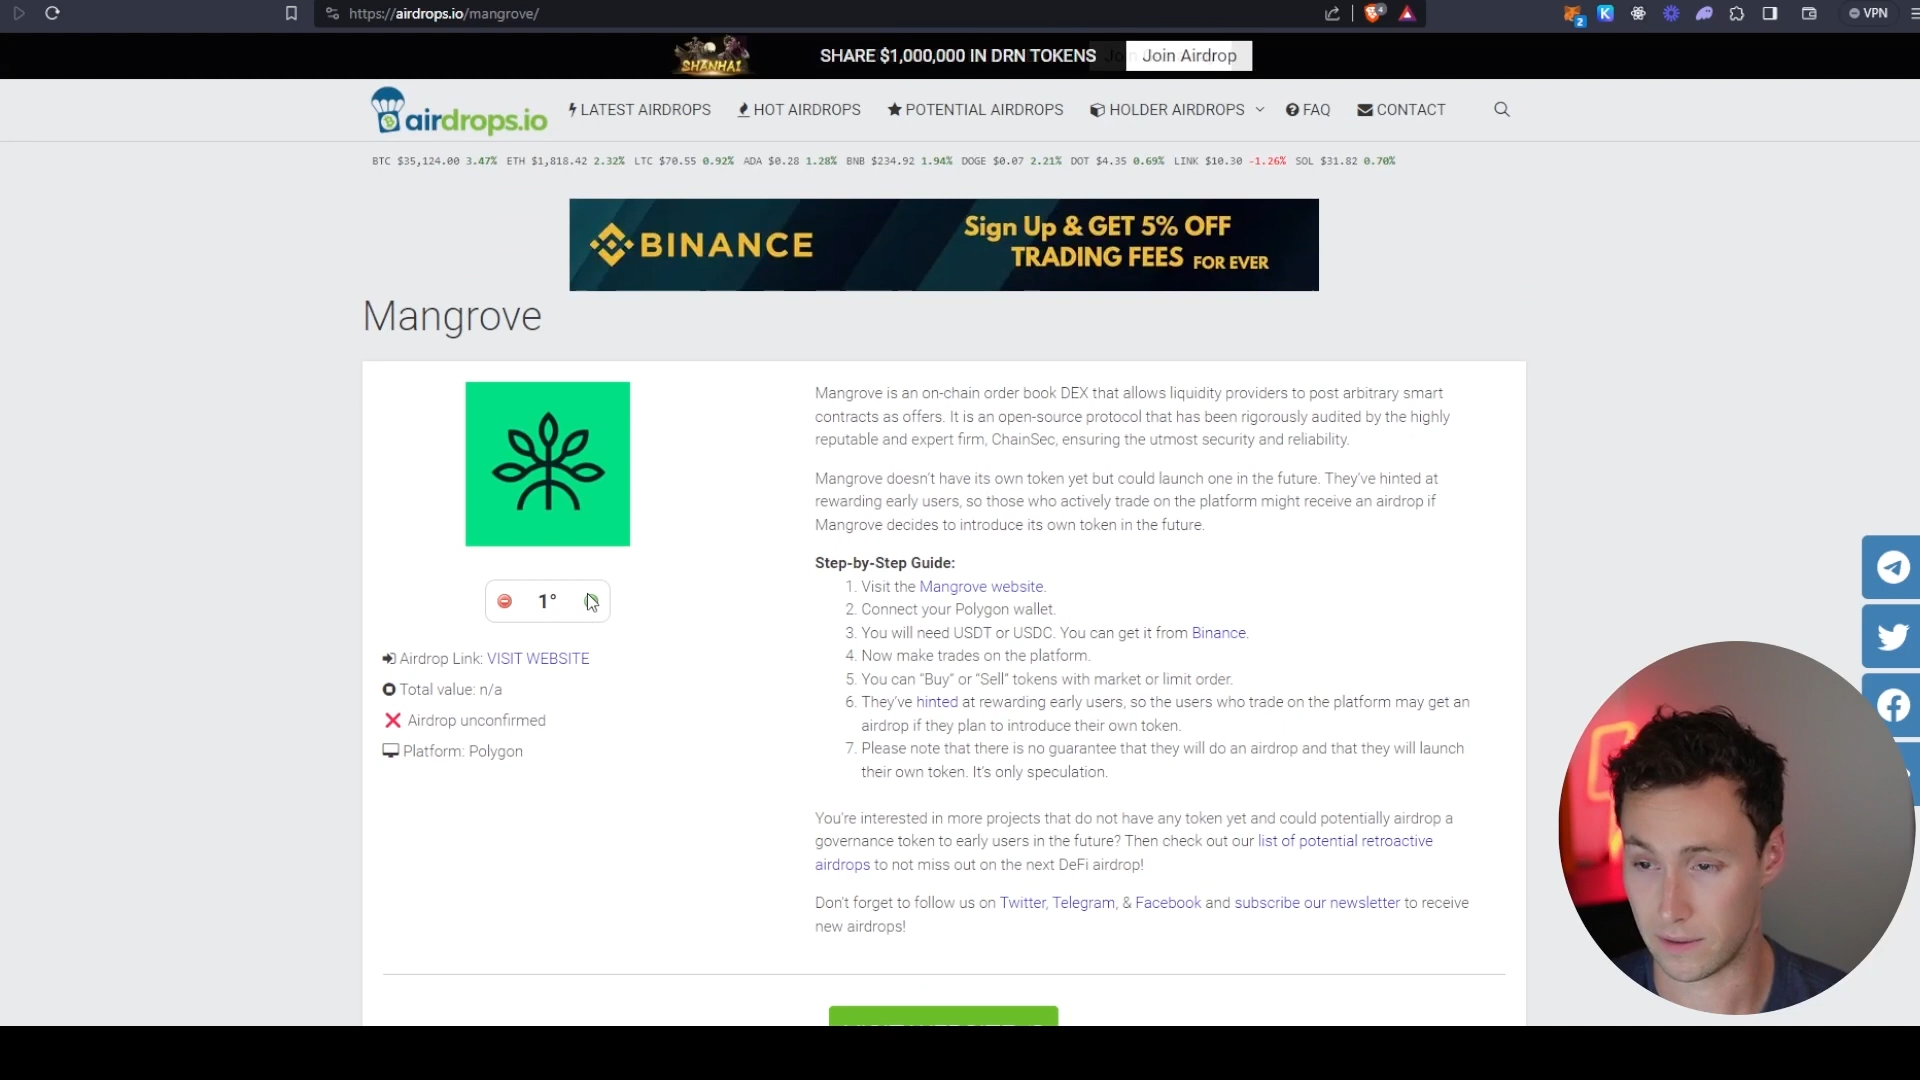 https://airdrops.io/mangrove/
4
2
VPN
SHANHAI
SHARE $1,000,000 IN DRN TOKENS
Join Airdrop
airdrops.io
LATEST AIRDROPS
HOT AIRDROPS
POTENTIAL AIRDROPS
HOLDER AIRDROPS
FAQ
CONTACT
BTC $35,124.00 3.47% ETH $1,818.42 2.32% LTC $70.55 0.92% ADA $0.28 1.28% BNB $234.92 1.94% DOGE $0.07 2.21% DOT $4.35 0.69% LINK $10.30 -1.26% SOL $31.82 0.70%
BINANCE
Sign Up & GET 5% OFF
TRADING FEES FOR EVER
Mangrove
1°
Airdrop Link: VISIT WEBSITE
Total value: n/a
Airdrop unconfirmed
Platform: Polygon
Mangrove is an on-chain order book DEX that allows liquidity providers to post arbitrary smart
contracts as offers. It is an open-source protocol that has been rigorously audited by the highly
reputable and expert firm, ChainSec, ensuring the utmost security and reliability.
Mangrove doesn't have its own token yet but could launch one in the future. They've hinted at
rewarding early users, so those who actively trade on the platform might receive an airdrop if
Mangrove decides to introduce its own token in the future.
Step-by-Step Guide:
1. Visit the Mangrove website.
2. Connect your Polygon wallet.
3. You will need USDT or USDC. You can get it from Binance.
4. Now make trades on the platform.
5. You can “Buy” or “Sell” tokens with market or limit order.
6. They've hinted at rewarding early users, so the users who trade on the platform may get an
airdrop if they plan to introduce their own token.
7. Please note that there is no guarantee that they will do an airdrop and that they will launch
their own token. It's only speculation.
You're interested in more projects that do not have any token yet and could potentially airdrop a
governance token to early users in the future? Then check out our list of potential retroactive
airdrops to not miss out on the next DeFi airdrop!
Don't forget to follow us on Twitter, Telegram, & Facebook and subscribe our newsletter to receive
new airdrops!